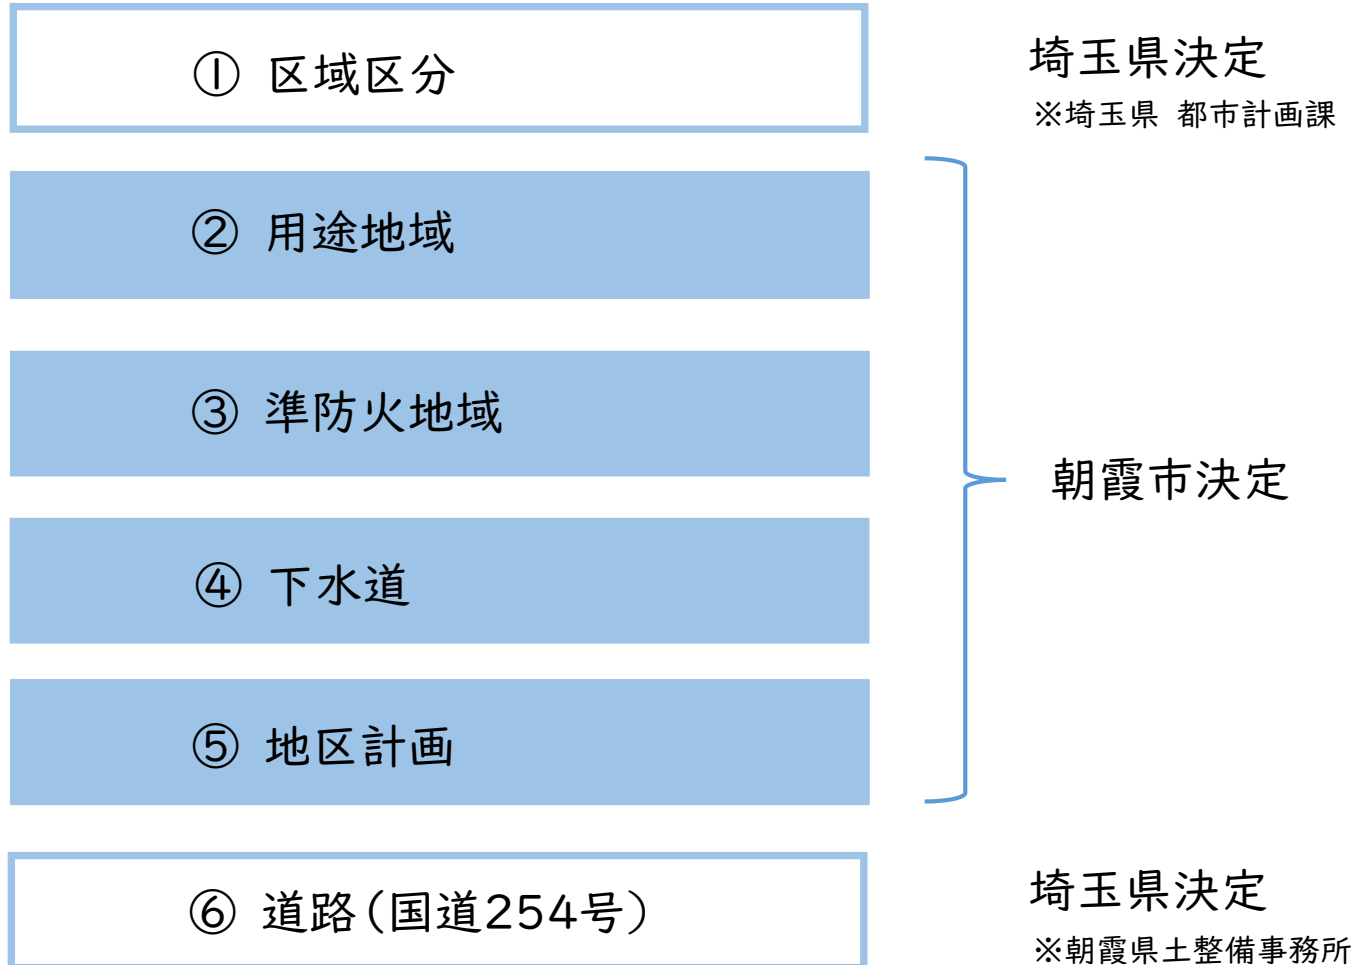 ① 区域区分
埼玉県決定
※埼玉県 都市計画課
② 用途地域
③ 準防火地域
朝霞市決定
④ 下水道
⑤ 地区計画
⑥ 道路(国道254号)
埼玉県決定
※朝霞県土整備事務所